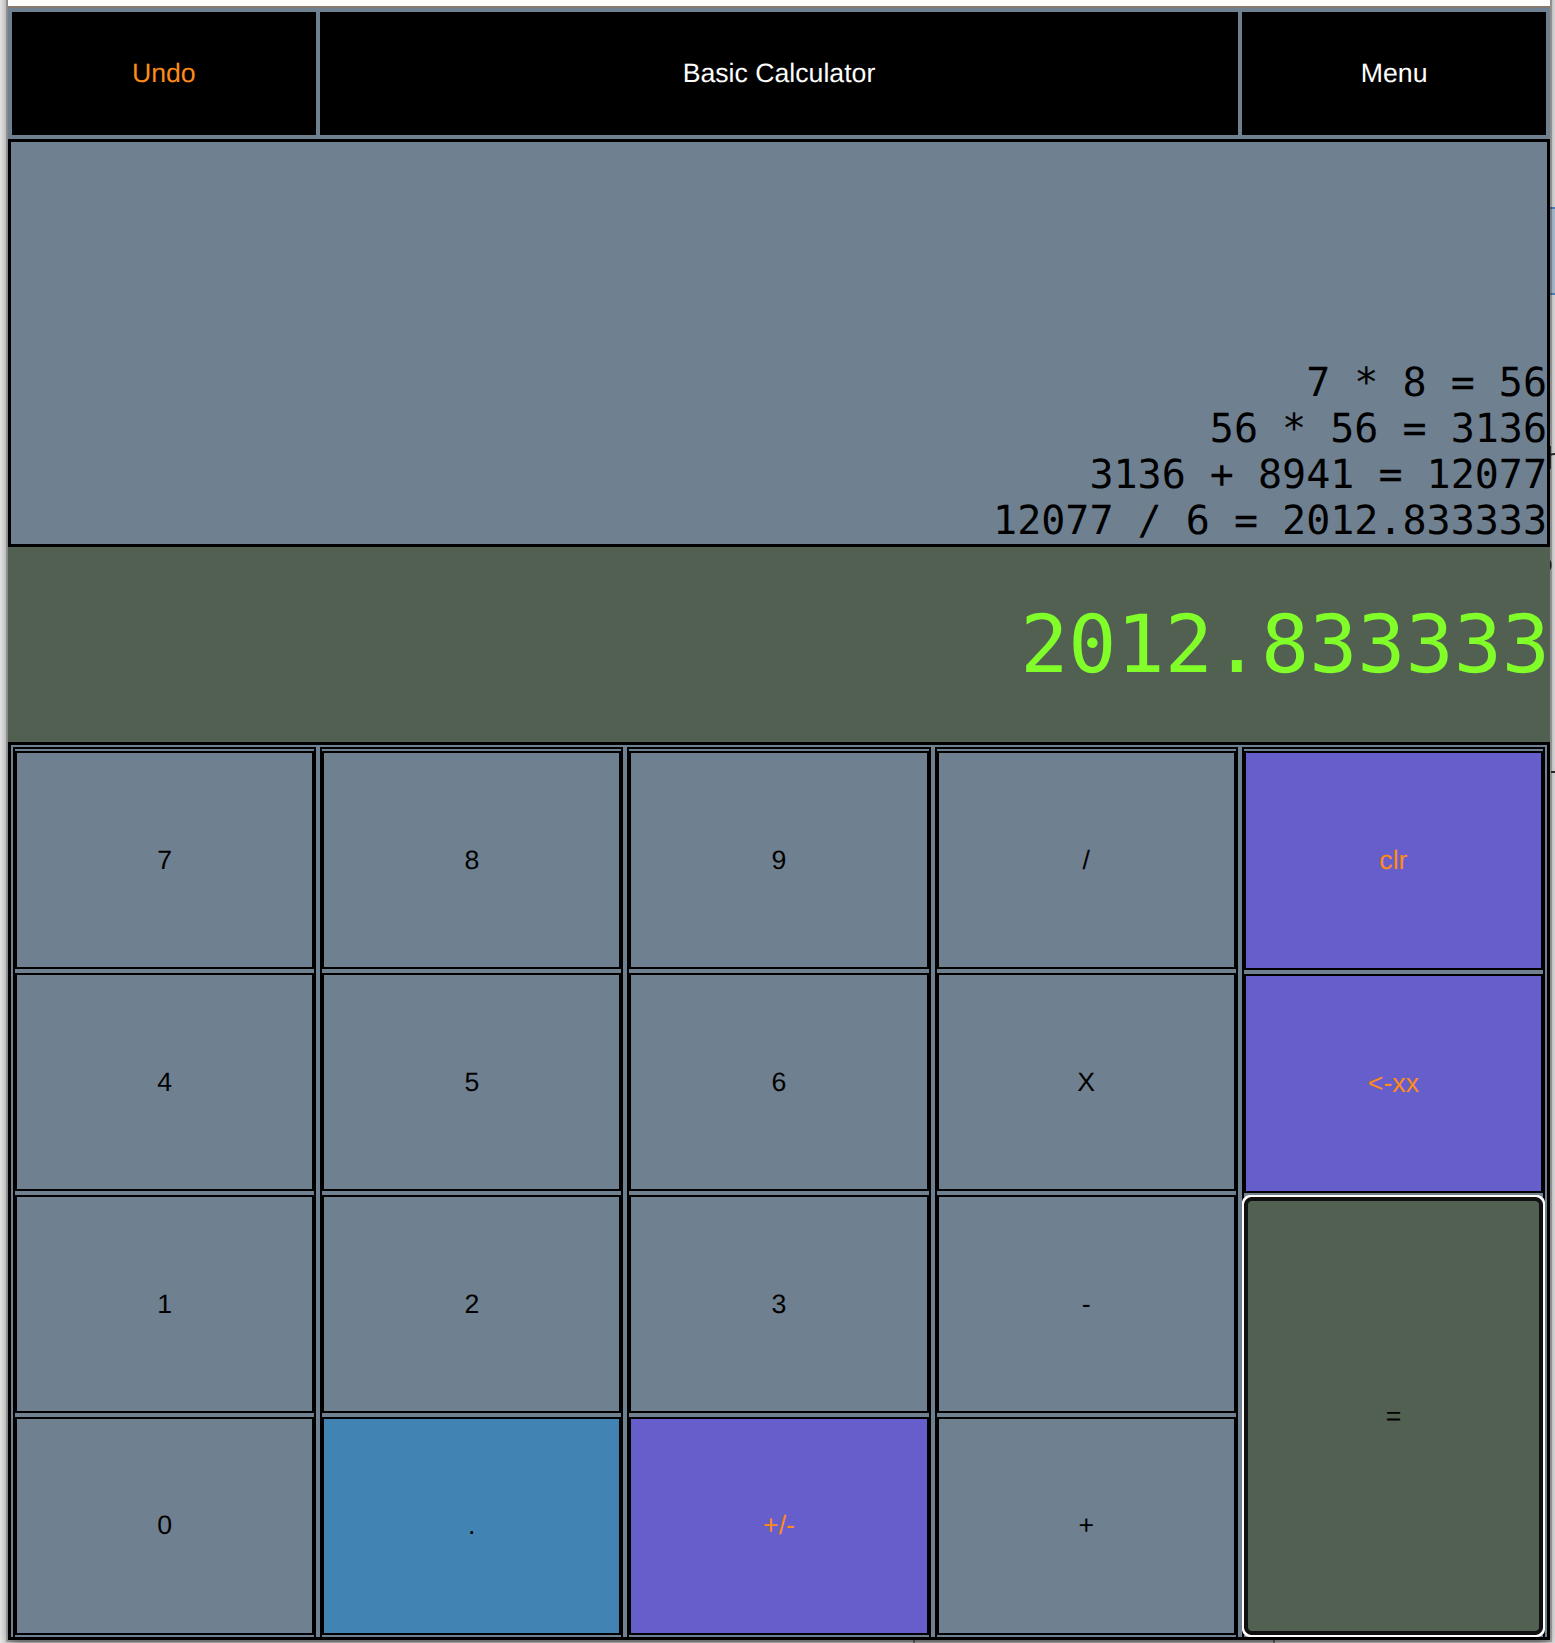 Undo Basic Calculator Menu
7 * 8 = 56
56 * 56 = 3136
3136 + 8941 = 12077
12077 / 6 = 2012.833333
2012.833333
7 8 9 / clr
4 5 6 X <-xx
1 2 3 -
=
0 . +/- +